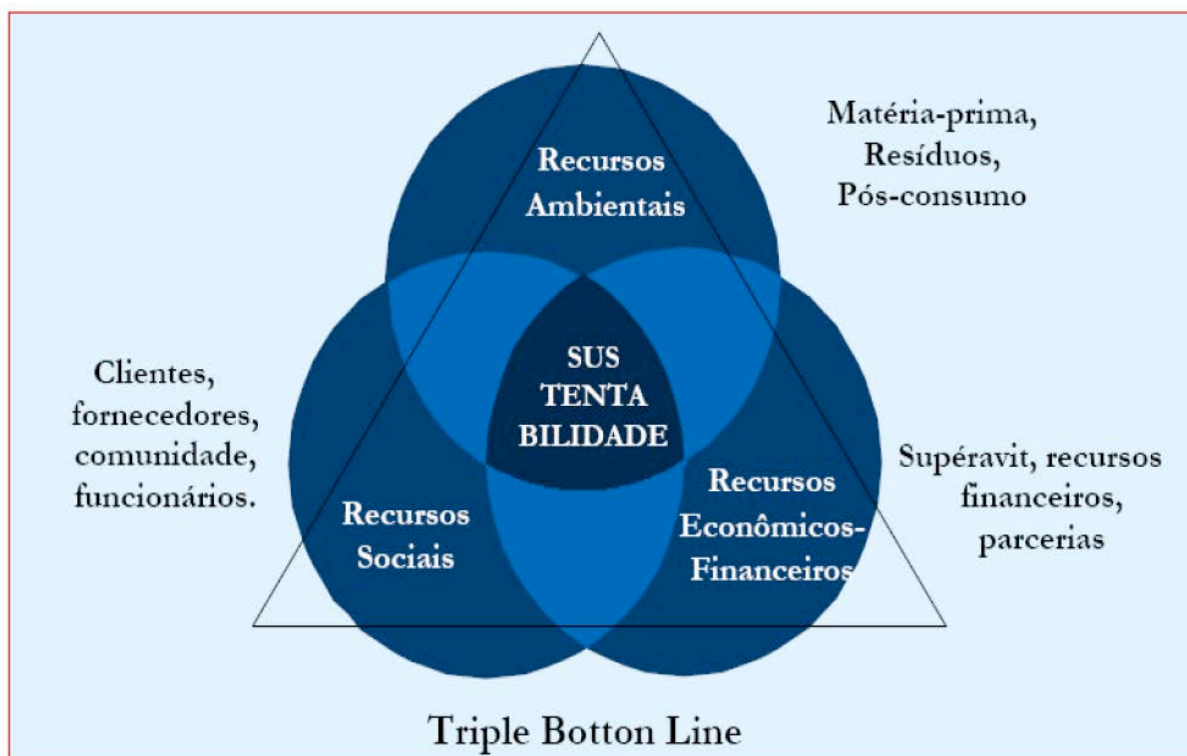 Recursos
Ambientais
Matéria-prima,
Resíduos,
Pós-consumo
SUS
TENTA
BILIDADE
Clientes,
fornecedores,
comunidade,
funcionários.
Recursos
Sociais
Recursos
Econômicos-
Financeiros
Supéravit, recursos
financeiros,
parcerias
Triple Botton Line